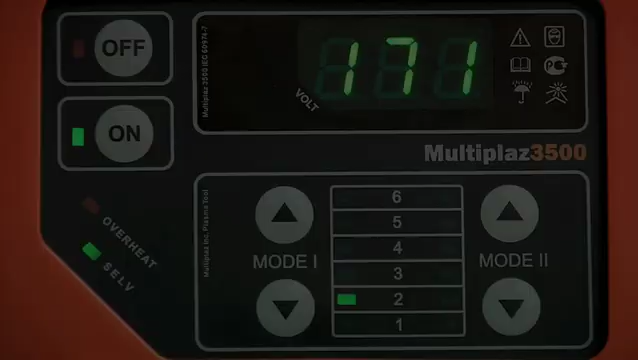 OFF
171
VOLT
Multiplaz 3500 IEC 60974-7
ON
Multiplaz3500
OVERHEAT
SELV
Multiplaz Inc. Plasma Tool
MODE I
6
5
4
3
2
1
MODE II